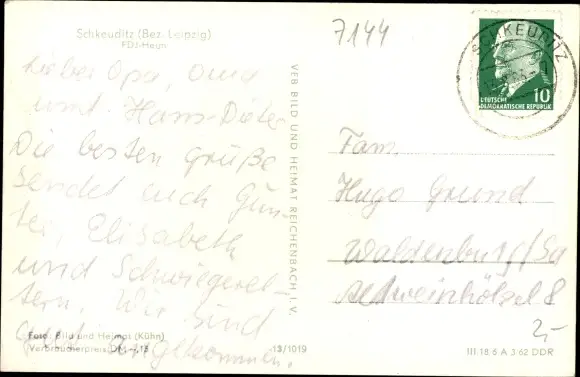 Schkeuditz (Bez. Leipzig)
FDJ-Heim
7144
SCHKEUDITZ
10
DEUTSCHE
DEMOKRATISCHE REPUBLIK
Lieber Opa, Oma
und Hans-Dieter
Die besten Grüße
sendet euch Gün-
ter, Elisabeth
und Schwiegerel-
tern. Wir sind
gut angekommen.
VEB BILD UND HEIMAT REICHENBACH I. V.
Fam.
Hugo Grund
Waldenburg/Sa
8
2,-
Foto: Bild und Heimat (Kühn)
Verbraucherpreis DM -,15
13/1019
III 18 6 A 3 62 DDR